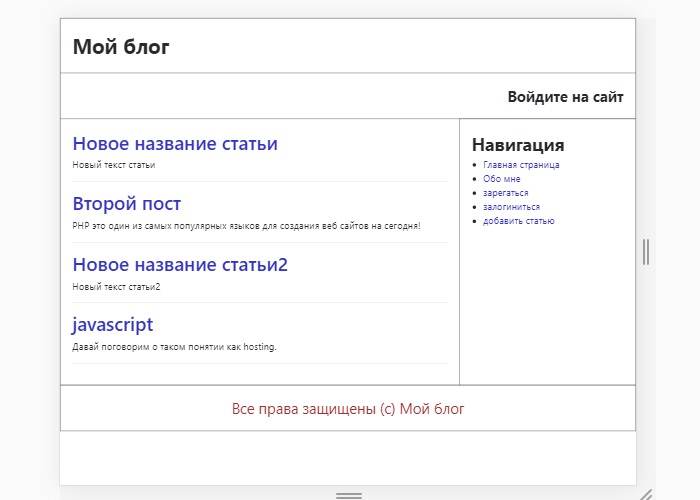 Мой блог
Войдите на сайт
Новое название статьи
Новый текст статьи
Второй пост
PHP это один из самых популярных языков для создания веб сайтов на сегодня!
Новое название статьи2
Новый текст статьи2
javascript
Давай поговорим о таком понятии как hosting.
Навигация
Главная страница
Обо мне
зарегаться
залогиниться
добавить статью
Все права защищены (с) Мой блог